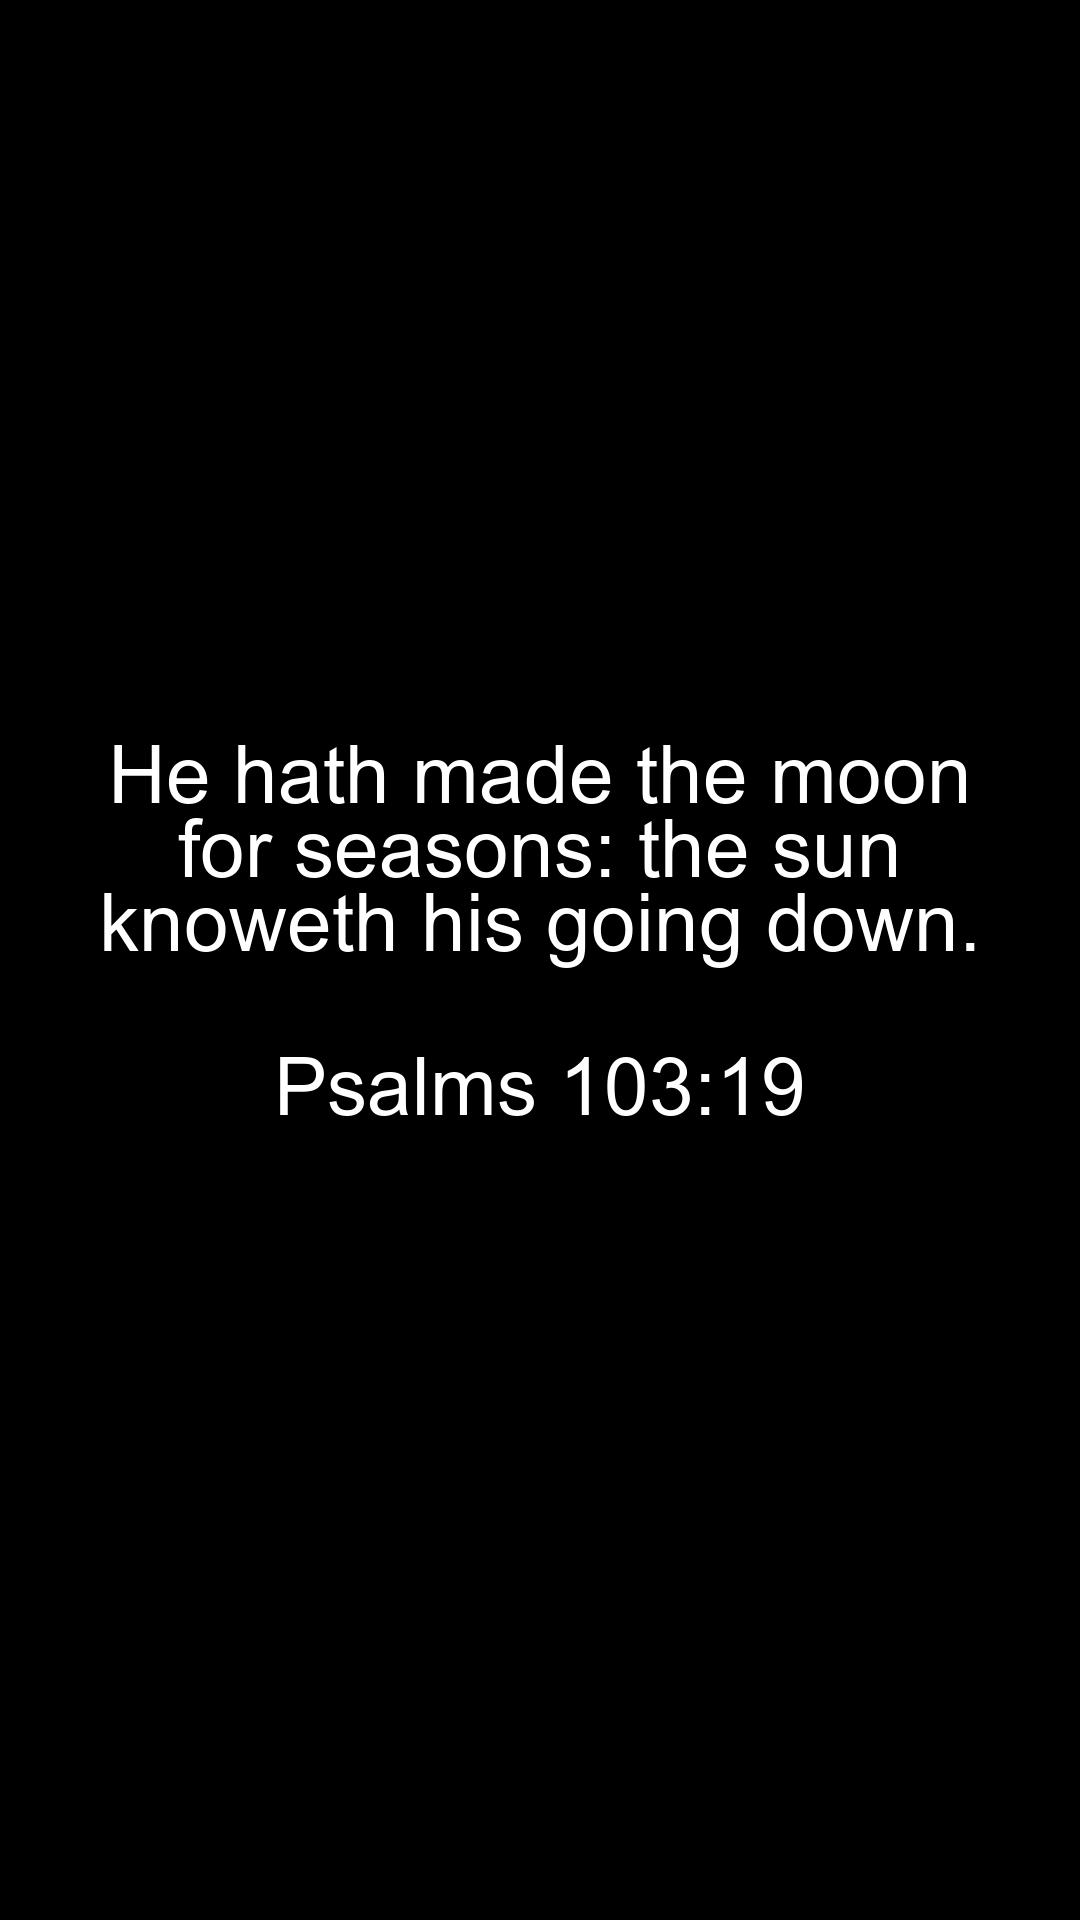 He hath made the moon
for seasons: the sun
knoweth his going down.
Psalms 103:19